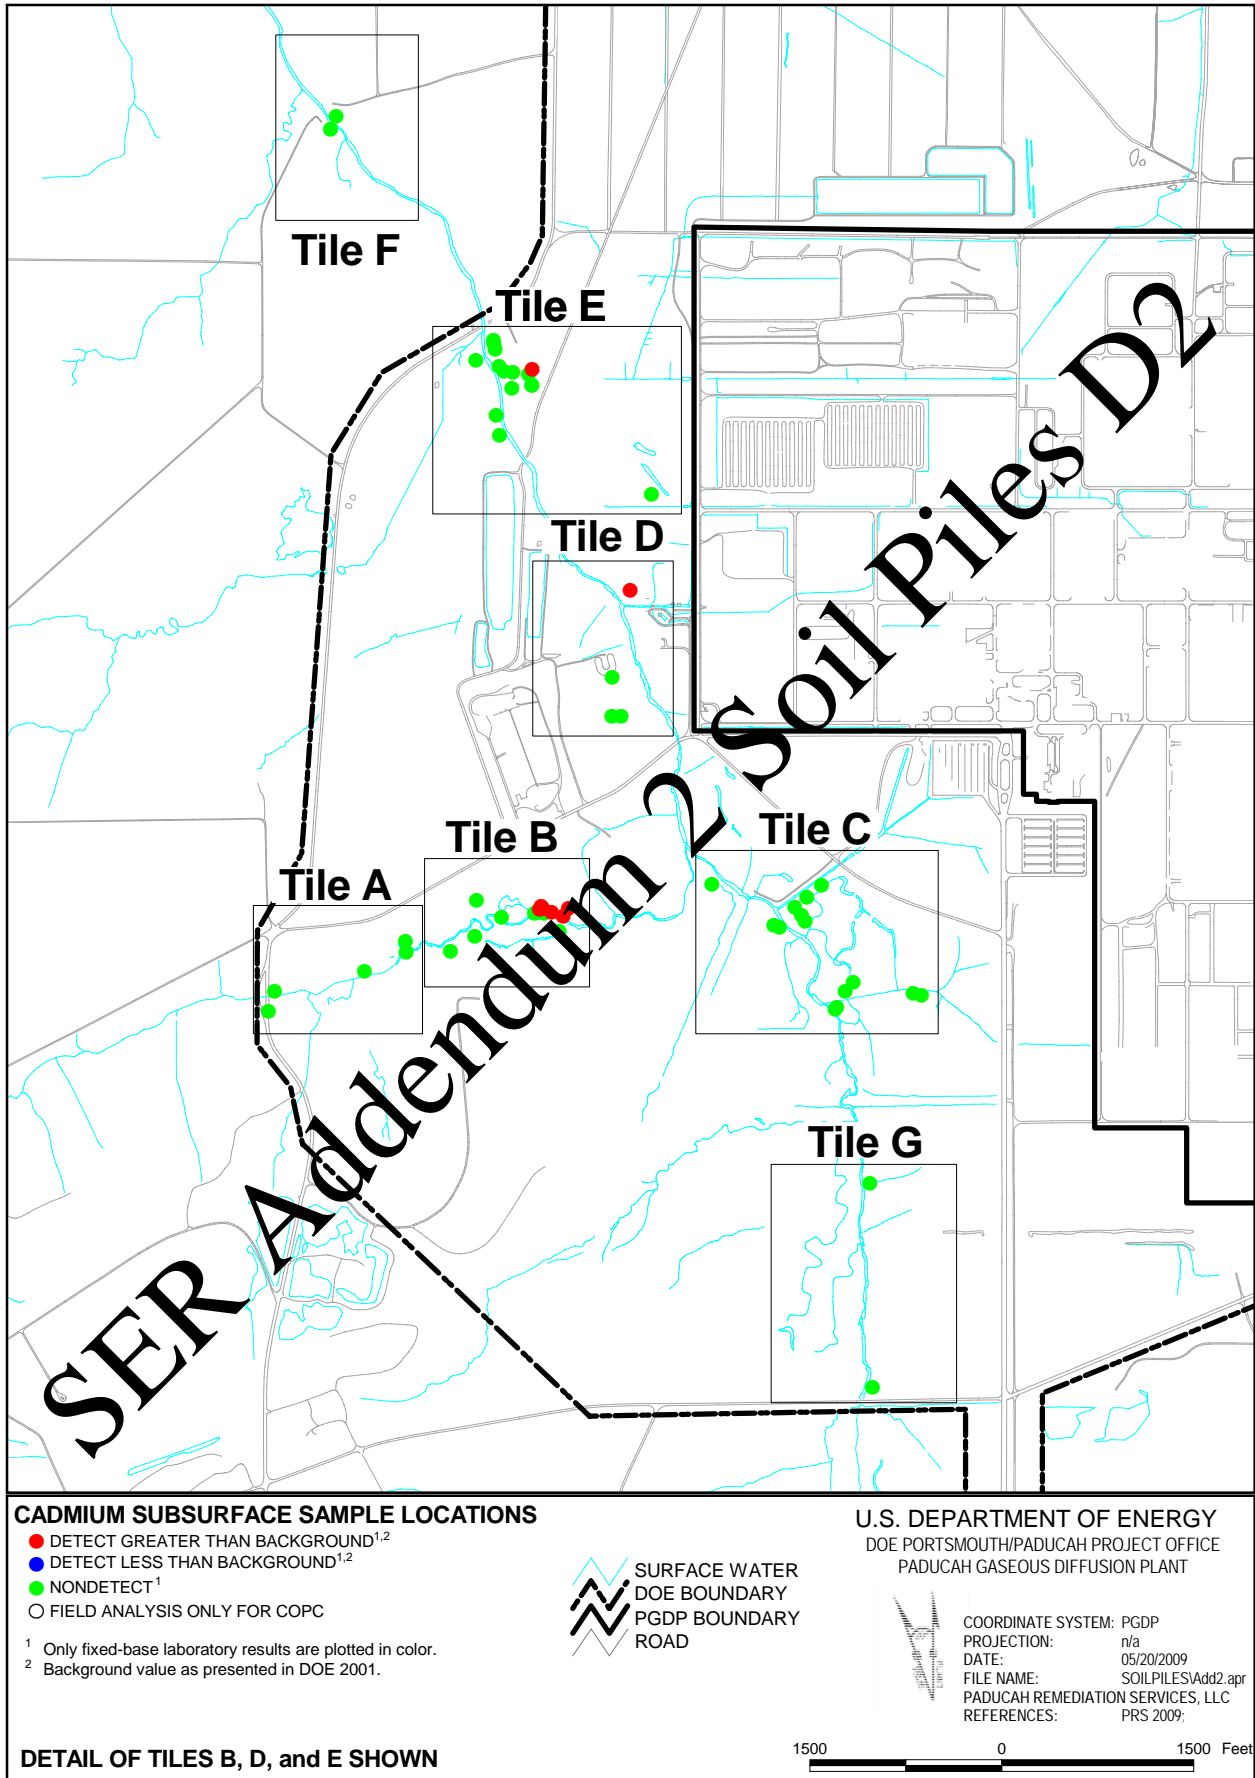 Tile F
Tile E
Tile D
Tile B
Tile C
Tile A
Tile G
SER Addendum 2 Soil Piles D2
CADMIUM SUBSURFACE SAMPLE LOCATIONS
DETECT GREATER THAN BACKGROUND1,2
DETECT LESS THAN BACKGROUND1,2
NONDETECT1
FIELD ANALYSIS ONLY FOR COPC
1 Only fixed-base laboratory results are plotted in color.
2 Background value as presented in DOE 2001.
DETAIL OF TILES B, D, and E SHOWN
SURFACE WATER
DOE BOUNDARY
PGDP BOUNDARY
ROAD
U.S. DEPARTMENT OF ENERGY
DOE PORTSMOUTH/PADUCAH PROJECT OFFICE
PADUCAH GASEOUS DIFFUSION PLANT
COORDINATE SYSTEM: PGDP
PROJECTION: n/a
DATE: 05/20/2009
FILE NAME: SOILPILES\Add2.apr
PADUCAH REMEDIATION SERVICES, LLC
REFERENCES: PRS 2009;
1500 0 1500 Feet